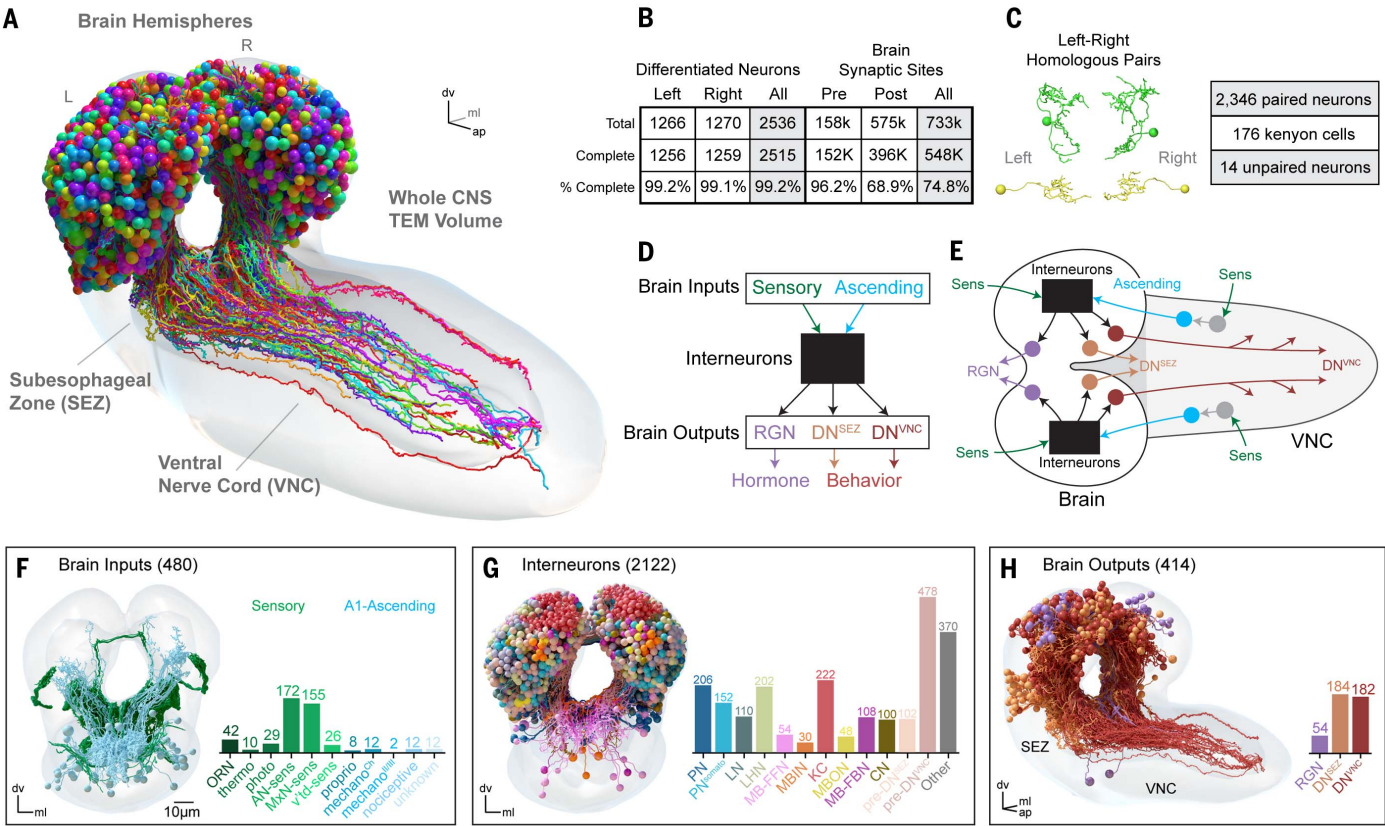 A
Brain Hemispheres
L
R
dv
ml
ap
Whole CNS
TEM Volume
Subesophageal
Zone (SEZ)
Ventral
Nerve Cord (VNC)
B
Differentiated Neurons
Brain
Synaptic Sites
Left Right All Pre Post All
Total 1266 1270 2536 158k 575k 733k
Complete 1256 1259 2515 152K 396K 548K
% Complete 99.2% 99.1% 99.2% 96.2% 68.9% 74.8%
C
Left-Right
Homologous Pairs
Left
Right
2,346 paired neurons
176 kenyon cells
14 unpaired neurons
D
Brain Inputs
Sensory Ascending
Interneurons
Brain Outputs
RGN DN^SEZ DN^VNC
Hormone Behavior
E
Interneurons
Sens
Ascending
Sens
RGN
DN^SEZ
DN^VNC
Sens
Interneurons
Sens
VNC
Brain
F
Brain Inputs (480)
Sensory
A1-Ascending
42 10 29 172 155 26 8 12 2 12 12
ORN
thermo
photo
AN-sens
MxN-sens
v'td-sens
proprio
mechano^Ch
mechano^II/III
nociceptive
unknown
dv
ml
10µm
G
Interneurons (2122)
206 152 110 202 54 30 222 48 108 100 102 478 370
PN
PN^somato
LN
LHN
MB-FFN
MBIN
KC
MBON
MB-FBN
CN
pre-DN^SEZ
pre-DN^VNC
Other
dv
ml
H
Brain Outputs (414)
SEZ
VNC
54 184 182
RGN
DN^SEZ
DN^VNC
dv
ml
ap